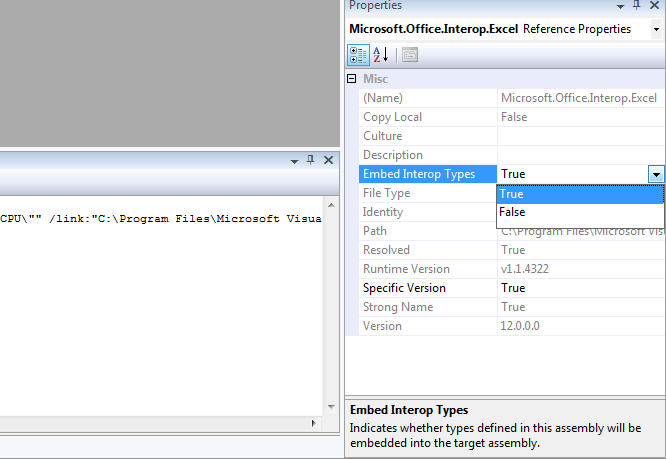 Properties
Microsoft.Office.Interop.Excel Reference Properties
A
Z
Misc
(Name) Microsoft.Office.Interop.Excel
Copy Local False
Culture
Description
Embed Interop Types True
True
File Type
Identity False
Path C:\Program Files\Microsoft Vis
Resolved True
Runtime Version v1.1.4322
Specific Version True
Strong Name True
Version 12.0.0.0
Embed Interop Types
Indicates whether types defined in this assembly will be
embedded into the target assembly.
CPU\"" /link:"C:\Program Files\Microsoft Visua